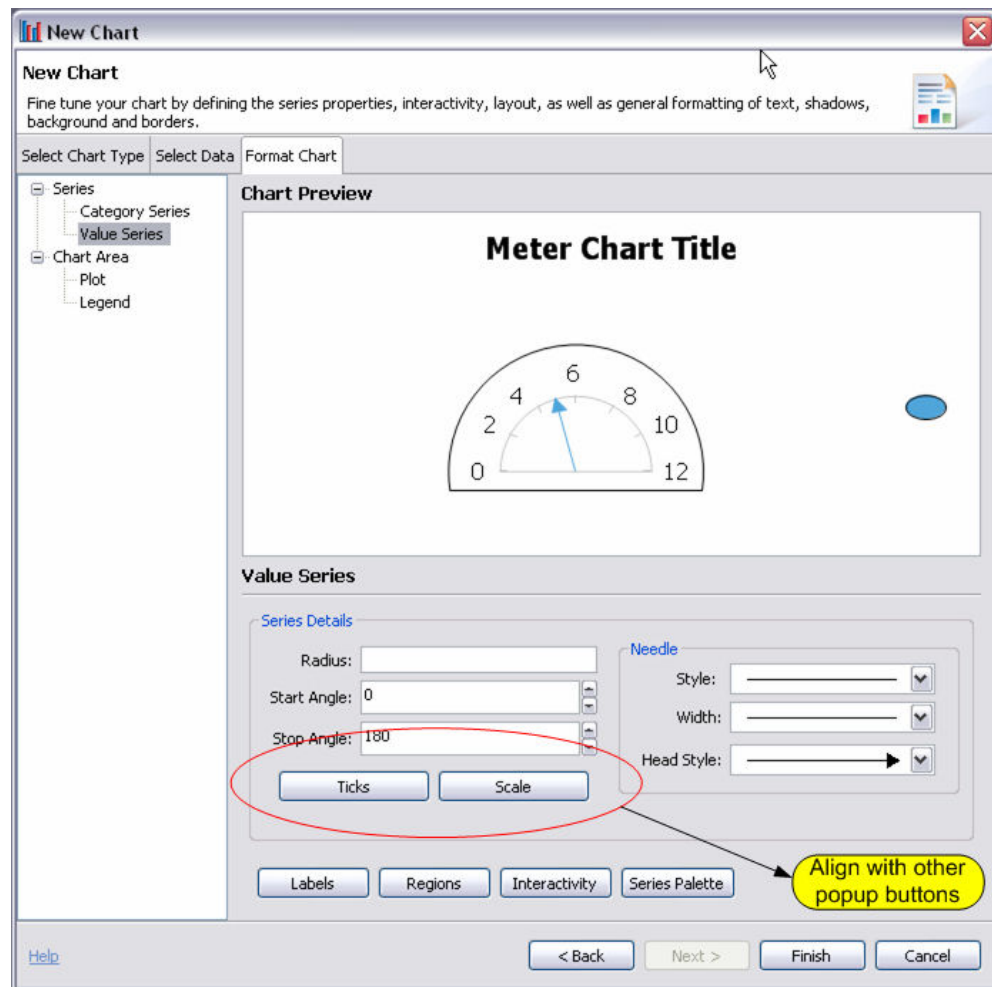 New Chart
New Chart
Fine tune your chart by defining the series properties, interactivity, layout, as well as general formatting of text, shadows,
background and borders.
Select Chart Type Select Data Format Chart
Series
Category Series
Value Series
Chart Area
Plot
Legend
Chart Preview
Meter Chart Title
0 2 4 6 8 10 12
Value Series
Series Details
Radius:
Start Angle: 0
Stop Angle: 180
Ticks Scale
Needle
Style:
Width:
Head Style:
Align with other
popup buttons
Labels Regions Interactivity Series Palette
Help < Back Next > Finish Cancel